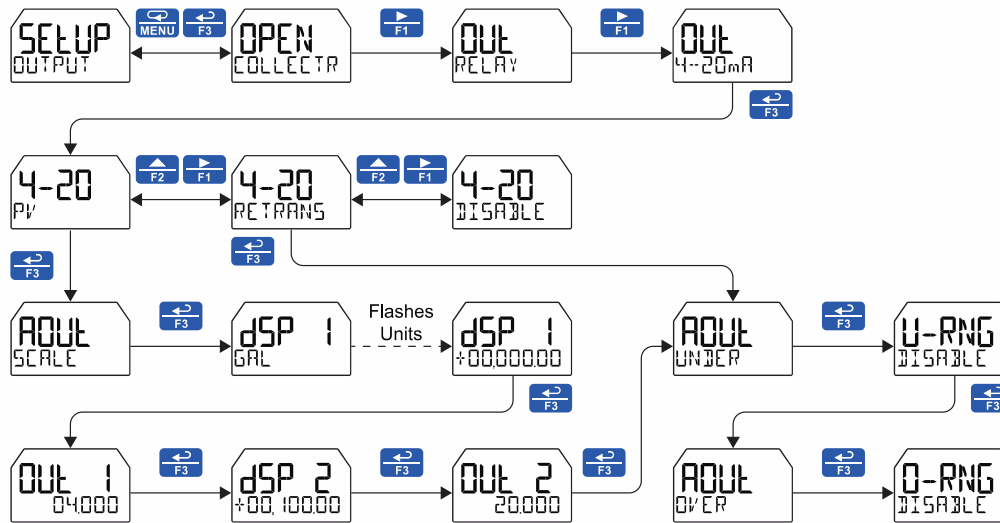 SEtUP
OUTPUT
MENU
F3
OPEN
COLLECTR
F1
OUt
RELAY
F1
OUt
4-20mA
F3
4-20
PV
F2
F1
4-20
RETRANS
F2
F1
4-20
DISABLE
F3
F3
AOUt
SCALE
F3
dSP 1
GAL
Flashes
Units
dSP 1
+00,000.00
AOUt
UNDER
F3
U-RNG
DISABLE
F3
F3
OUt 1
04.000
F3
dSP 2
+00,100.00
F3
OUt 2
20.000
F3
AOUt
OVER
F3
O-RNG
DISABLE